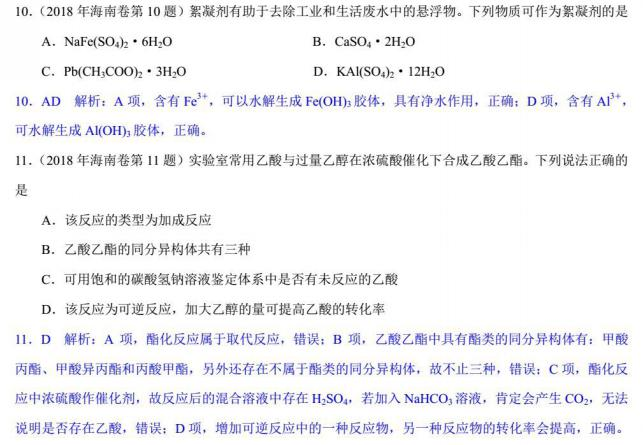 10.（2018 年海南卷第 10 题）絮凝剂有助于去除工业和生活废水中的悬浮物。下列物质可作为絮凝剂的是
A．NaFe(SO₄)₂·6H₂O B．CaSO₄·2H₂O
C．Pb(CH₃COO)₂·3H₂O D．KAl(SO₄)₂·12H₂O
10．AD 解析：A 项，含有 Fe³⁺，可以水解生成 Fe(OH)₃ 胶体，具有净水作用，正确；D 项，含有 Al³⁺，
可水解生成 Al(OH)₃ 胶体，正确。
11.（2018 年海南卷第 11 题）实验室常用乙酸与过量乙醇在浓硫酸催化下合成乙酸乙酯。下列说法正确的
是
A．该反应的类型为加成反应
B．乙酸乙酯的同分异构体共有三种
C．可用饱和的碳酸氢钠溶液鉴定体系中是否有未反应的乙酸
D．该反应为可逆反应，加大乙醇的量可提高乙酸的转化率
11．D 解析：A 项，酯化反应属于取代反应，错误；B 项，乙酸乙酯中具有酯类的同分异构体有：甲酸
丙酯、甲酸异丙酯和丙酸甲酯，另外还存在不属于酯类的同分异构体，故不止三种，错误；C 项，酯化反
应中浓硫酸作催化剂，故反应后的混合溶液中存在 H₂SO₄，若加入 NaHCO₃ 溶液，肯定会产生 CO₂，无法
说明是否存在乙酸，错误；D 项，增加可逆反应中的一种反应物，另一种反应物的转化率会提高，正确。